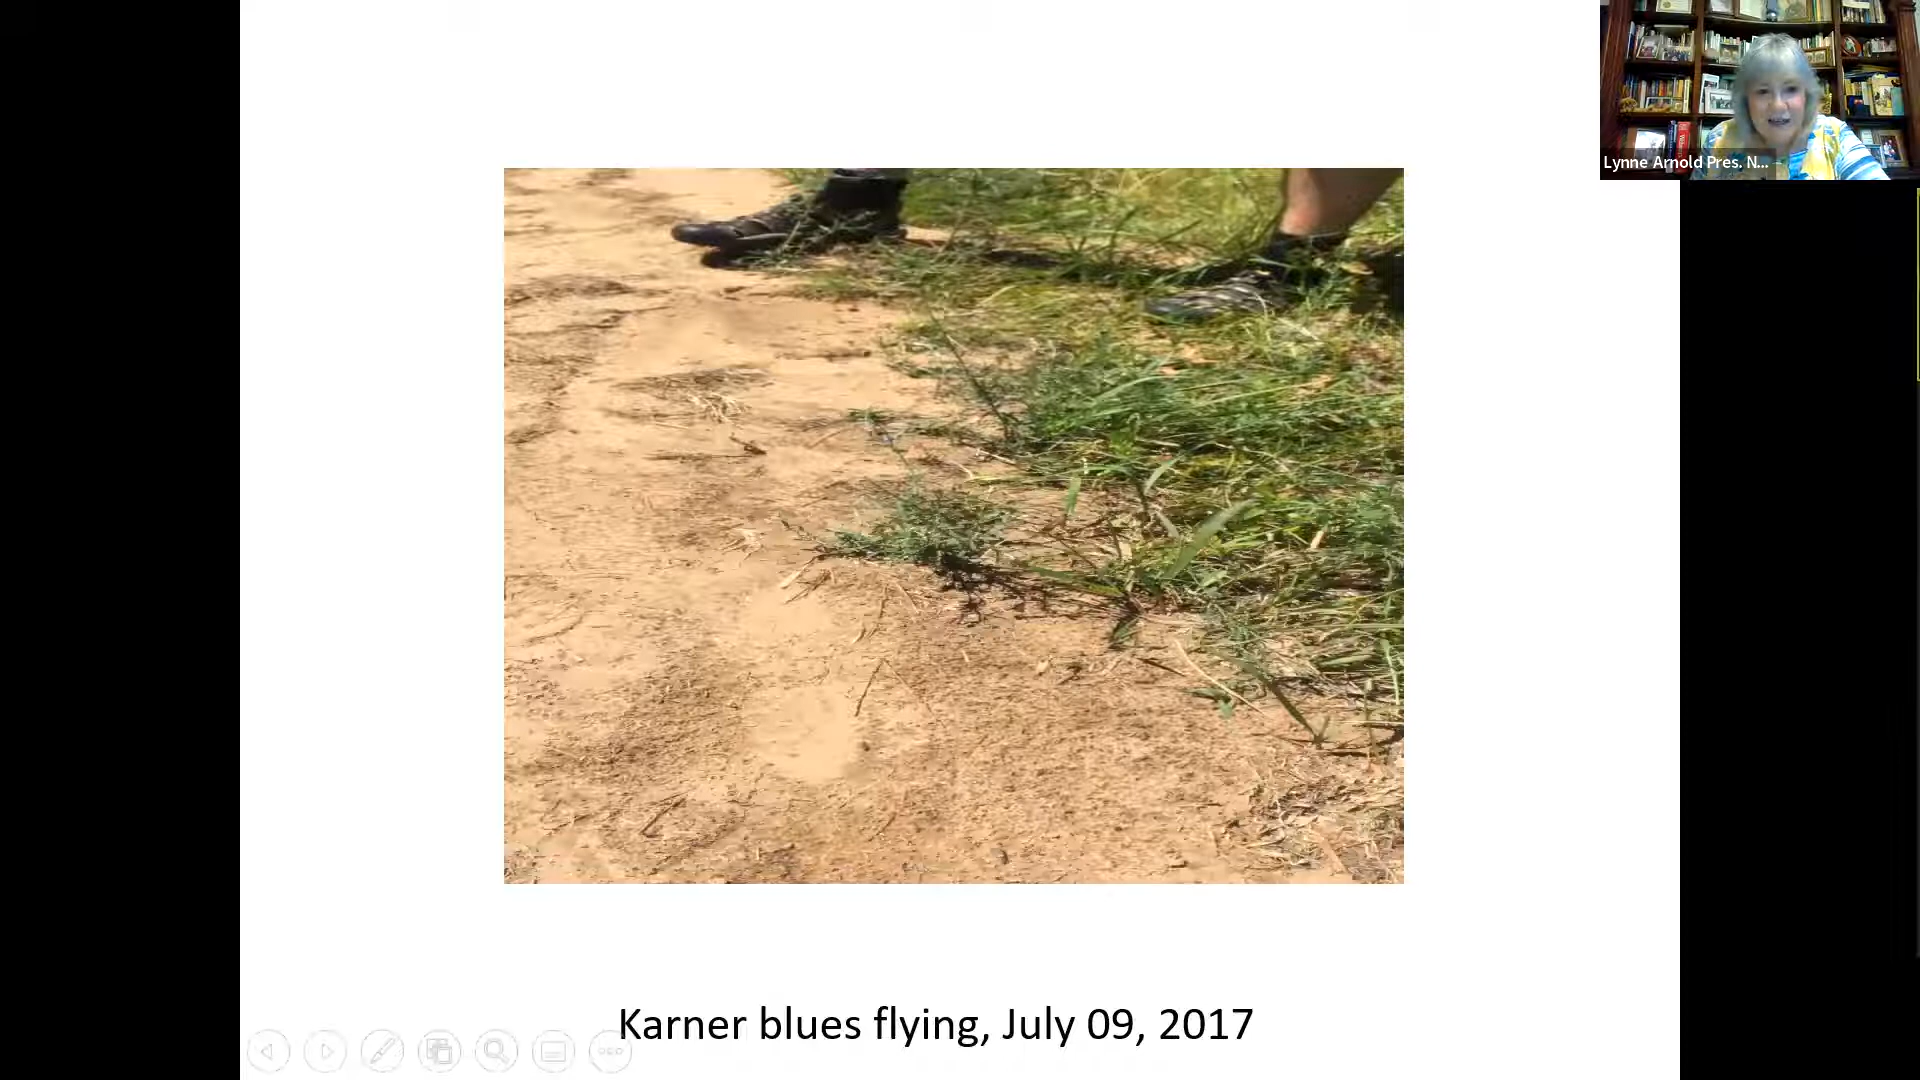 Lynne Arnold Pres. N...
Karner blues flying, July 09, 2017